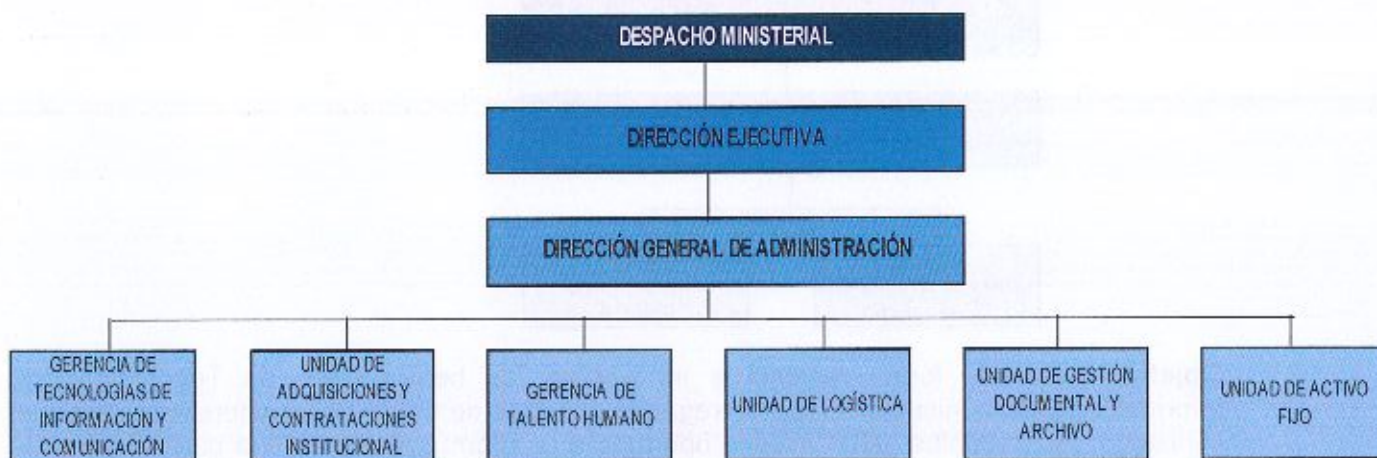 DESPACHO MINISTERIAL
DIRECCIÓN EJECUTIVA
DIRECCIÓN GENERAL DE ADMINISTRACIÓN
GERENCIA DE
TECNOLOGÍAS DE
INFORMACIÓN Y
COMUNICACIÓN
UNIDAD DE
ADQUISICIONES Y
CONTRATACIONES
INSTITUCIONAL
GERENCIA DE
TALENTO HUMANO
UNIDAD DE LOGÍSTICA
UNIDAD DE GESTIÓN
DOCUMENTAL Y
ARCHIVO
UNIDAD DE ACTIVO
FIJO